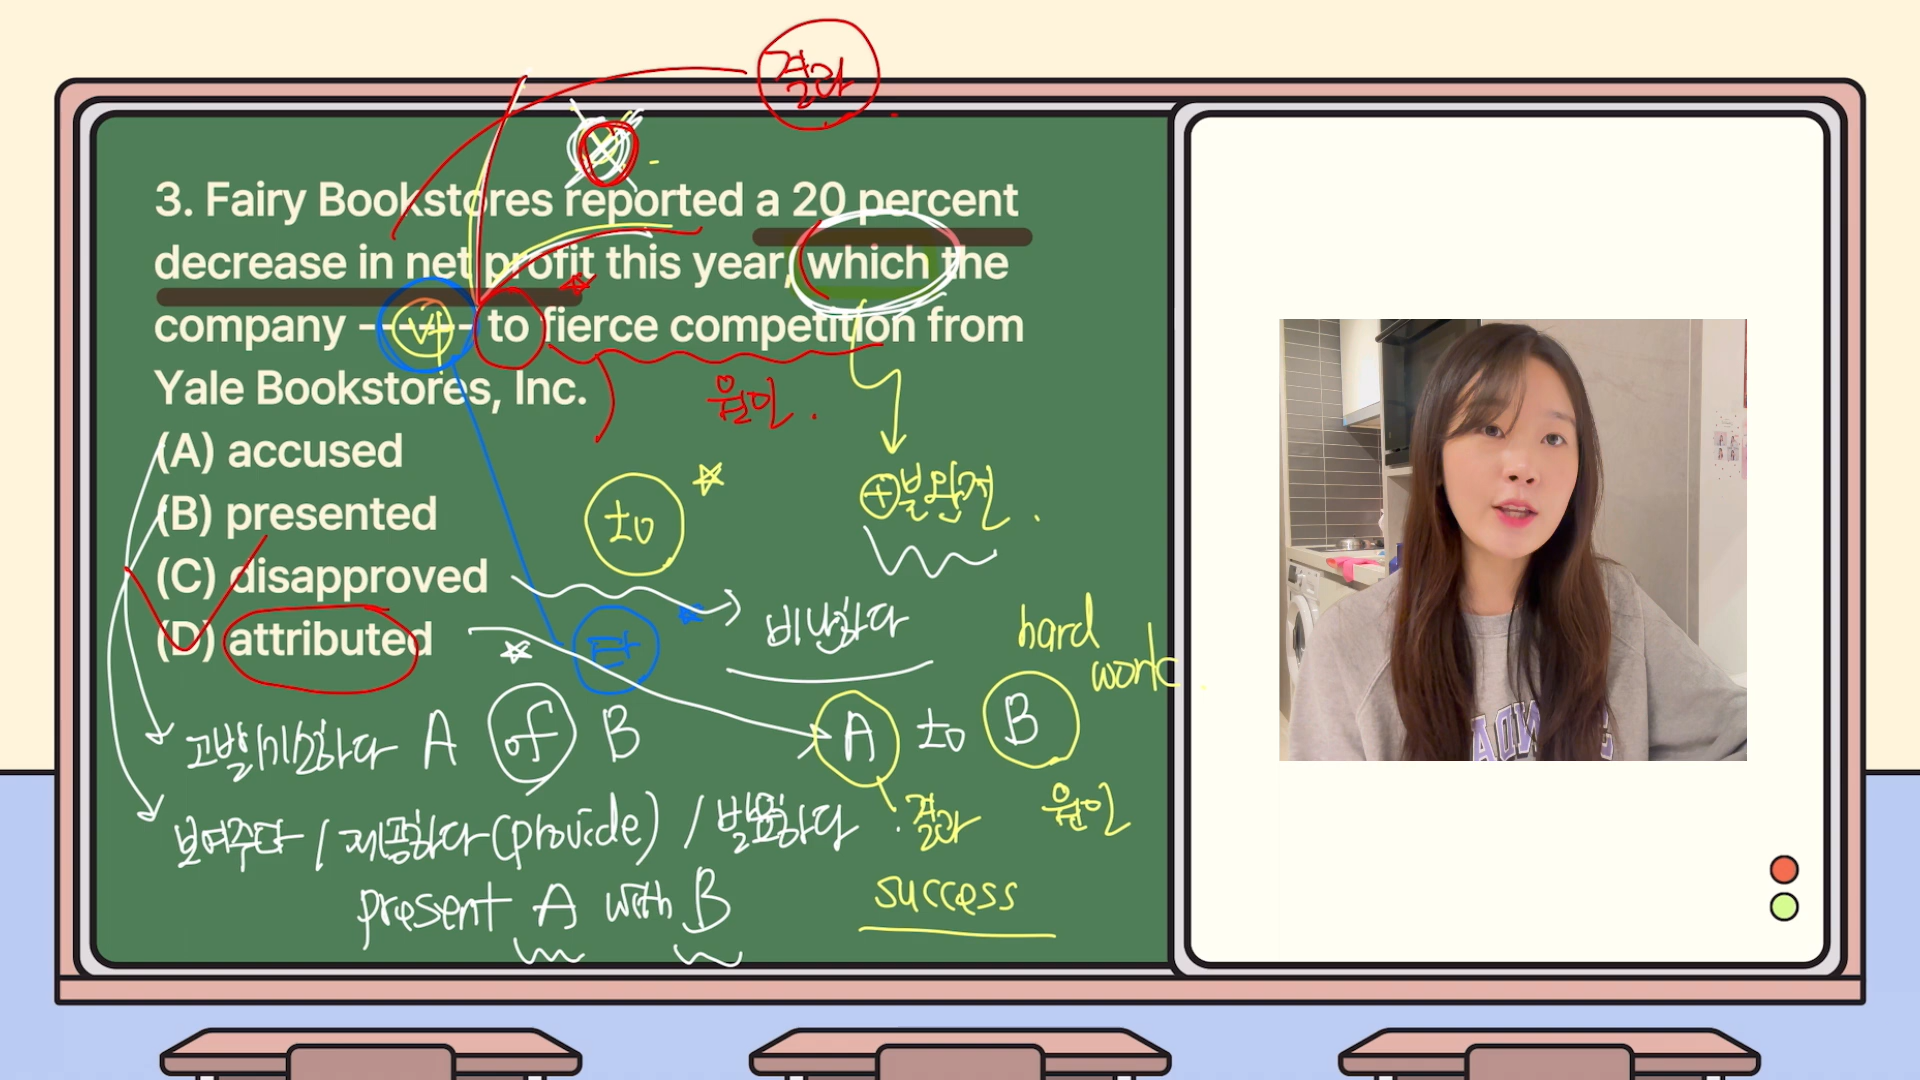 결과
3. Fairy Bookstores reported a 20 percent
decrease in net profit this year, which the
company ------ to fierce competition from
Yale Bookstores, Inc.
원인.
(A) accused
(B) presented
(C) disapproved
(D) attributed
to
+불완전.
비난하다
타
hard
work
고발/기소하다 A of B
A to B
결과
원인
보여주다 / 제공하다(provide) / 발표하다
present A with B
success